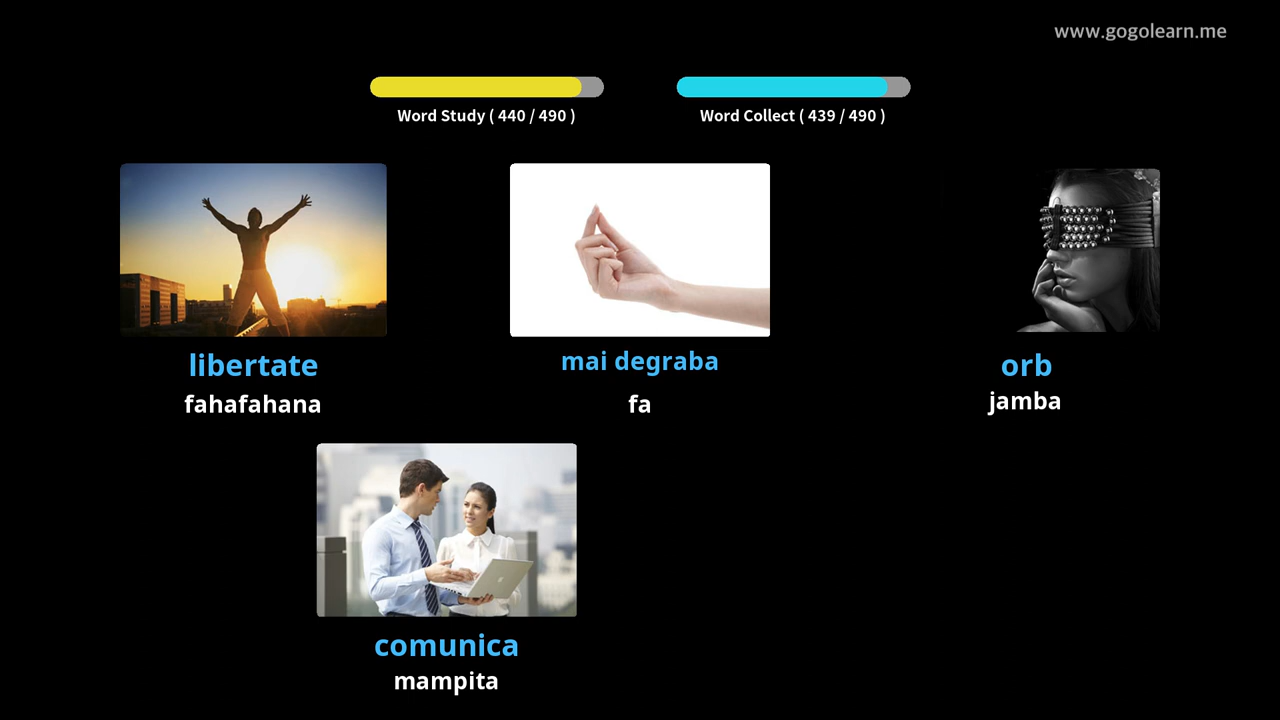 www.gogolearn.me
Word Study ( 440 / 490 )
Word Collect ( 439 / 490 )
libertate
fahafahana
mai degraba
fa
orb
jamba
comunica
mampita